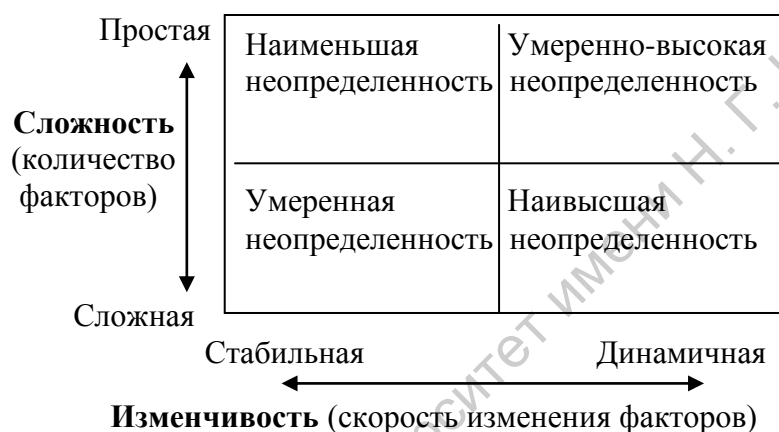 Простая
Наименьшая
неопределенность
Умеренно-высокая
неопределенность
Сложность
(количество
факторов)
Умеренная
неопределенность
Наивысшая
неопределенность
Сложная
Стабильная
Динамичная
Изменчивость (скорость изменения факторов)
имени Н. Г.